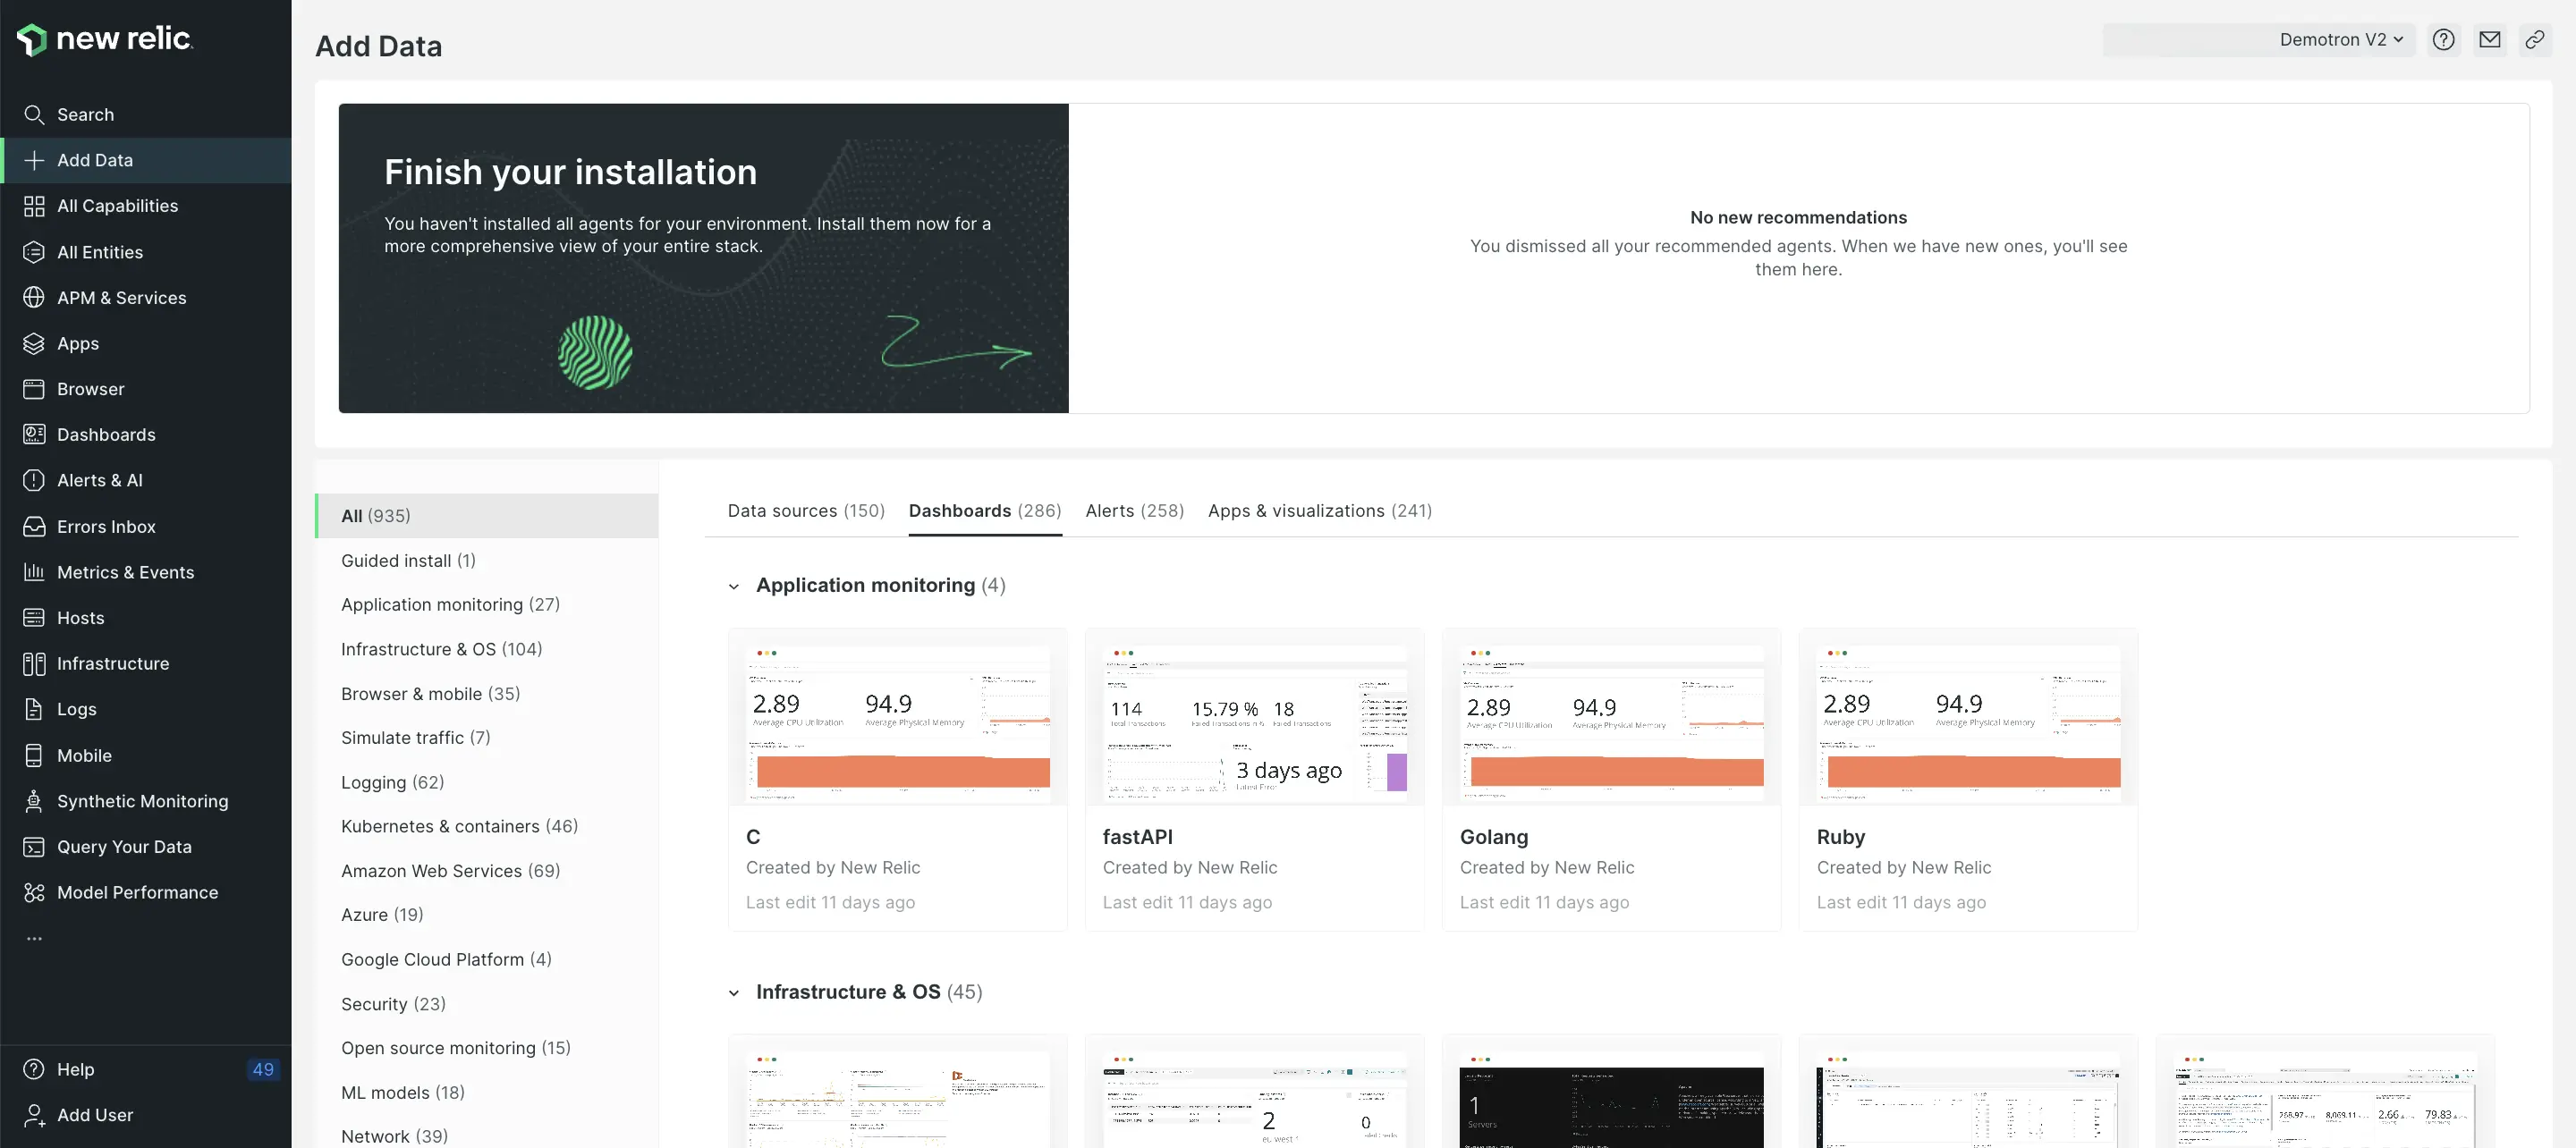 new relic
Search
Add Data
All Capabilities
All Entities
APM & Services
Apps
Browser
Dashboards
Alerts & AI
Errors Inbox
Metrics & Events
Hosts
Infrastructure
Logs
Mobile
Synthetic Monitoring
Query Your Data
Model Performance
...
Help 49
Add User
Add Data
Demotron V2
Finish your installation
You haven't installed all agents for your environment. Install them now for a
more comprehensive view of your entire stack.
No new recommendations
You dismissed all your recommended agents. When we have new ones, you'll see
them here.
All (935)
Guided install (1)
Application monitoring (27)
Infrastructure & OS (104)
Browser & mobile (35)
Simulate traffic (7)
Logging (62)
Kubernetes & containers (46)
Amazon Web Services (69)
Azure (19)
Google Cloud Platform (4)
Security (23)
Open source monitoring (15)
ML models (18)
Network (39)
Data sources (150) Dashboards (286) Alerts (258) Apps & visualizations (241)
Application monitoring (4)
2.89 94.9
Average CPU Utilization Average Physical Memory
C
Created by New Relic
Last edit 11 days ago
114 15.79 % 18
Total Transactions Failed Transactions in % Failed Transactions
3 days ago
Latest Error
fastAPI
Created by New Relic
Last edit 11 days ago
2.89 94.9
Average CPU Utilization Average Physical Memory
Golang
Created by New Relic
Last edit 11 days ago
2.89 94.9
Average CPU Utilization Average Physical Memory
Ruby
Created by New Relic
Last edit 11 days ago
Infrastructure & OS (45)
2 0
eu west 1
1
Servers
268.97 8,069.11 2.66 79.83